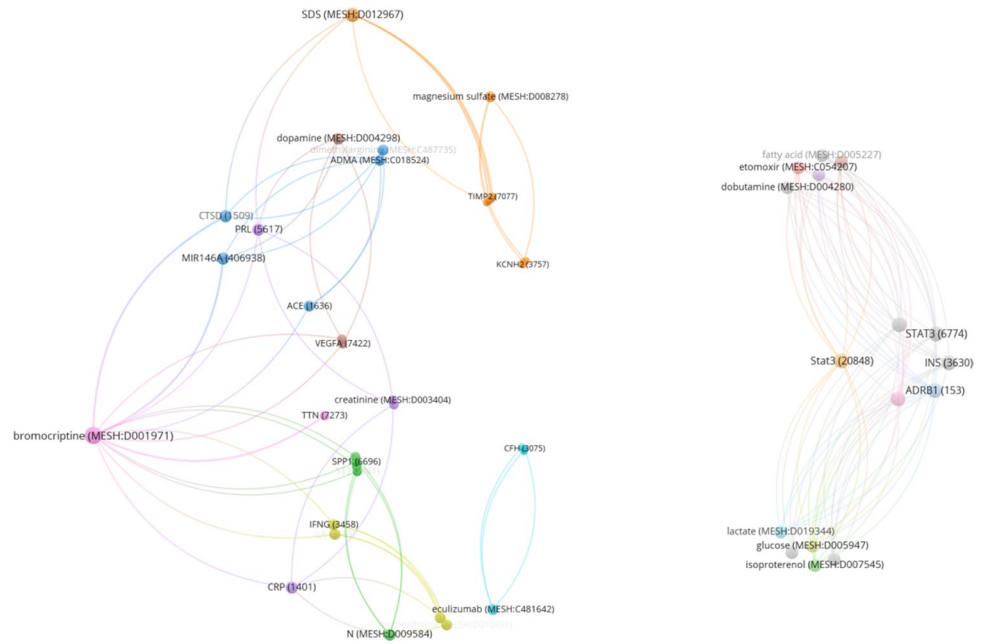 SDS (MESH:D012967)
magnesium sulfate (MESH:D008278)
dopamine (MESH:D004298)
ADMA (MESH:C018524)
TIMP2 (7077)
CTSD (1509)
PRL (5617)
MIR146A (406938)
KCNH2 (3757)
ACE (1636)
VEGFA (7422)
creatinine (MESH:D003404)
TTN (7273)
bromocriptine (MESH:D001971)
CFH (3075)
SPP1 (6696)
IFNG (3458)
CRP (1401)
eculizumab (MESH:C481642)
N (MESH:D009584)
fatty acid (MESH:D005227)
etomoxir (MESH:C054207)
dobutamine (MESH:D004280)
STAT3 (6774)
Stat3 (20848)
INS (3630)
ADRB1 (153)
lactate (MESH:D019344)
glucose (MESH:D005947)
isoproterenol (MESH:D007545)